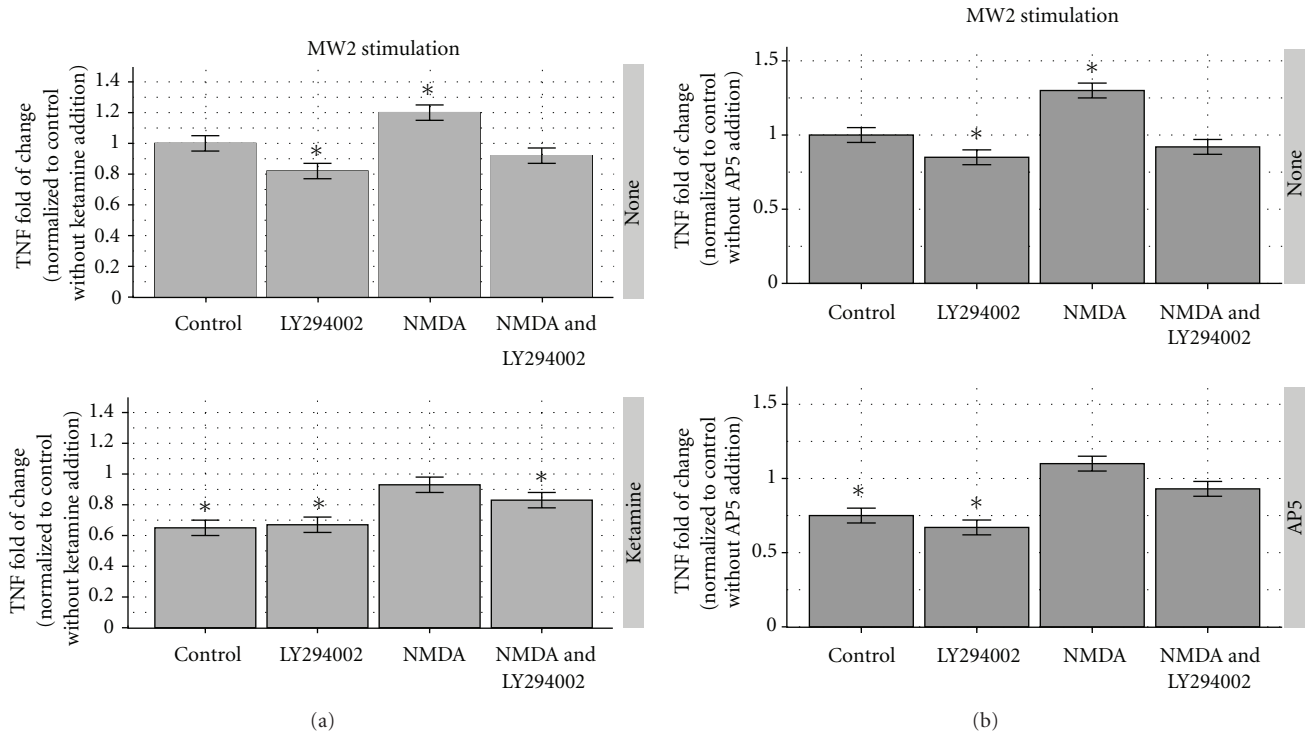 MW2 stimulation
TNF fold of change
(normalized to control
without ketamine addition)
1.4
1.2
1
0.8
0.6
0.4
0.2
0
*
*
None
Control
LY294002
NMDA
NMDA and
LY294002
TNF fold of change
(normalized to control
without ketamine addition)
1.4
1.2
1
0.8
0.6
0.4
0.2
0
*
*
*
Ketamine
Control
LY294002
NMDA
NMDA and
LY294002
(a)
MW2 stimulation
TNF fold of change
(normalized to control
without AP5 addition)
1.5
1
0.5
0
*
*
None
Control
LY294002
NMDA
NMDA and
LY294002
TNF fold of change
(normalized to control
without AP5 addition)
1.5
1
0.5
0
*
*
AP5
Control
LY294002
NMDA
NMDA and
LY294002
(b)